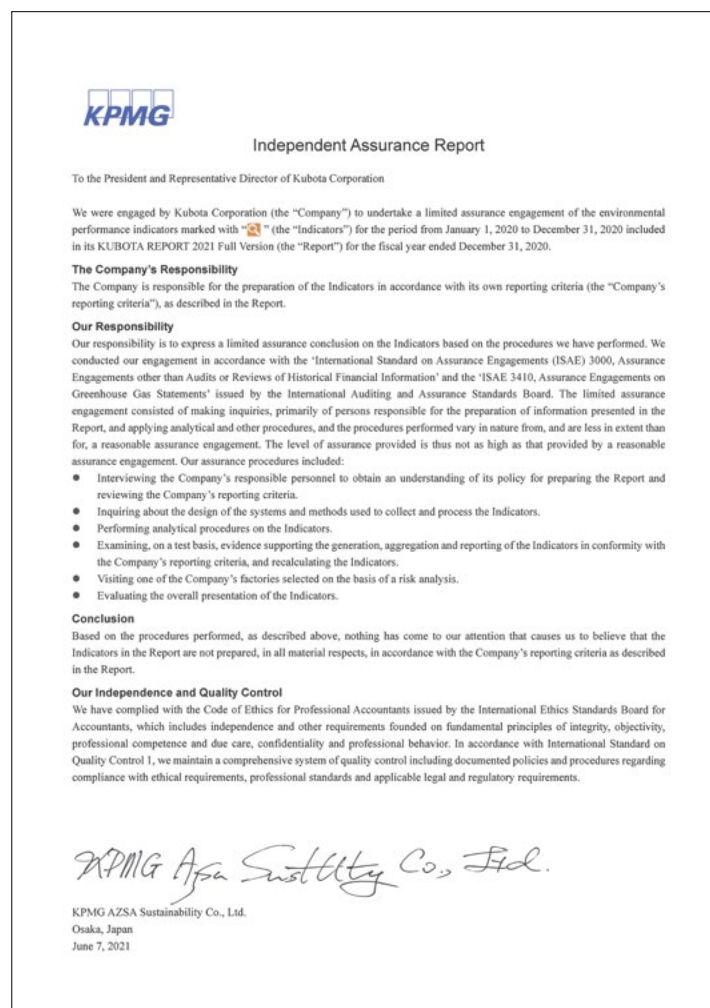 KPMG
Independent Assurance Report
To the President and Representative Director of Kubota Corporation
We were engaged by Kubota Corporation (the “Company”) to undertake a limited assurance engagement of the environmental
performance indicators marked with “ ” (the “Indicators”) for the period from January 1, 2020 to December 31, 2020 included
in its KUBOTA REPORT 2021 Full Version (the “Report”) for the fiscal year ended December 31, 2020.
The Company’s Responsibility
The Company is responsible for the preparation of the Indicators in accordance with its own reporting criteria (the “Company’s
reporting criteria”), as described in the Report.
Our Responsibility
Our responsibility is to express a limited assurance conclusion on the Indicators based on the procedures we have performed. We
conducted our engagement in accordance with the ‘International Standard on Assurance Engagements (ISAE) 3000, Assurance
Engagements other than Audits or Reviews of Historical Financial Information’ and the ‘ISAE 3410, Assurance Engagements on
Greenhouse Gas Statements’ issued by the International Auditing and Assurance Standards Board. The limited assurance
engagement consisted of making inquiries, primarily of persons responsible for the preparation of information presented in the
Report, and applying analytical and other procedures, and the procedures performed vary in nature from, and are less in extent than
for, a reasonable assurance engagement. The level of assurance provided is thus not as high as that provided by a reasonable
assurance engagement. Our assurance procedures included:
● Interviewing the Company’s responsible personnel to obtain an understanding of its policy for preparing the Report and
reviewing the Company’s reporting criteria.
● Inquiring about the design of the systems and methods used to collect and process the Indicators.
● Performing analytical procedures on the Indicators.
● Examining, on a test basis, evidence supporting the generation, aggregation and reporting of the Indicators in conformity with
the Company’s reporting criteria, and recalculating the Indicators.
● Visiting one of the Company’s factories selected on the basis of a risk analysis.
● Evaluating the overall presentation of the Indicators.
Conclusion
Based on the procedures performed, as described above, nothing has come to our attention that causes us to believe that the
Indicators in the Report are not prepared, in all material respects, in accordance with the Company’s reporting criteria as described
in the Report.
Our Independence and Quality Control
We have complied with the Code of Ethics for Professional Accountants issued by the International Ethics Standards Board for
Accountants, which includes independence and other requirements founded on fundamental principles of integrity, objectivity,
professional competence and due care, confidentiality and professional behavior. In accordance with International Standard on
Quality Control 1, we maintain a comprehensive system of quality control including documented policies and procedures regarding
compliance with ethical requirements, professional standards and applicable legal and regulatory requirements.
KPMG Azsa Co., Ltd.
KPMG AZSA Sustainability Co., Ltd.
Osaka, Japan
June 7, 2021